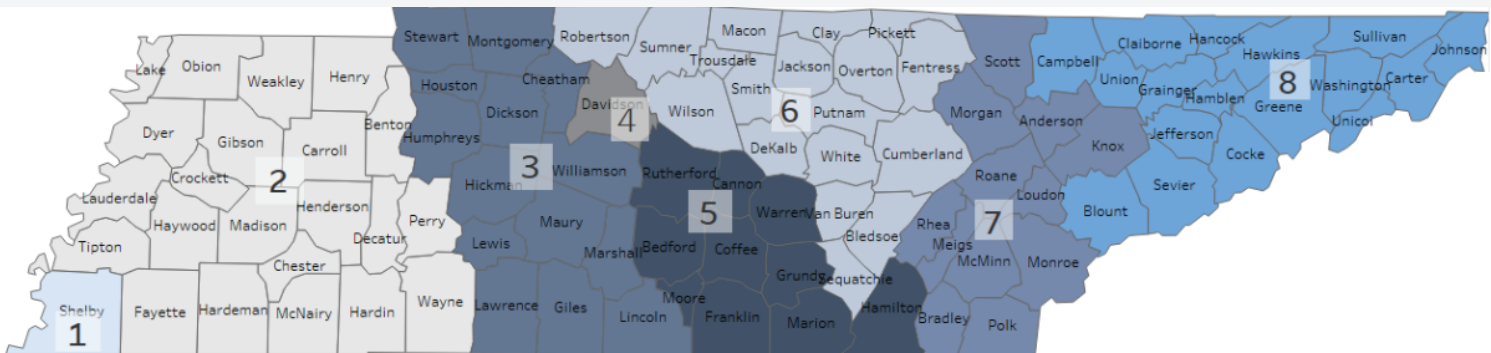 Lake
Obion
Weakley
Henry
Dyer
Gibson
Carroll
Benton
Crockett
2
Lauderdale
Haywood
Madison
Henderson
Decatur
Perry
Tipton
Chester
Fayette
Hardeman
McNairy
Hardin
Wayne
Shelby
1
Stewart
Montgomery
Houston
Cheatham
Dickson
Humphreys
3
Hickman
Williamson
Maury
Lewis
Marshall
Lawrence
Giles
Lincoln
Davidson
4
Rutherford
Cannon
5
Warren
Bedford
Coffee
Grundy
Moore
Franklin
Marion
Hamilton
Robertson
Sumner
Macon
Trousdale
Clay
Pickett
Jackson
Overton
Fentress
Smith
Wilson
6
Putnam
DeKalb
White
Cumberland
Van Buren
Bledsoe
Sequatchie
Scott
Morgan
Anderson
Knox
Roane
Loudon
7
Rhea
Meigs
McMinn
Monroe
Bradley
Polk
Campbell
Claiborne
Hancock
Hawkins
Sullivan
Johnson
Union
Grainger
Hamblen
8
Greene
Washington
Carter
Unicoi
Jefferson
Cocke
Sevier
Blount